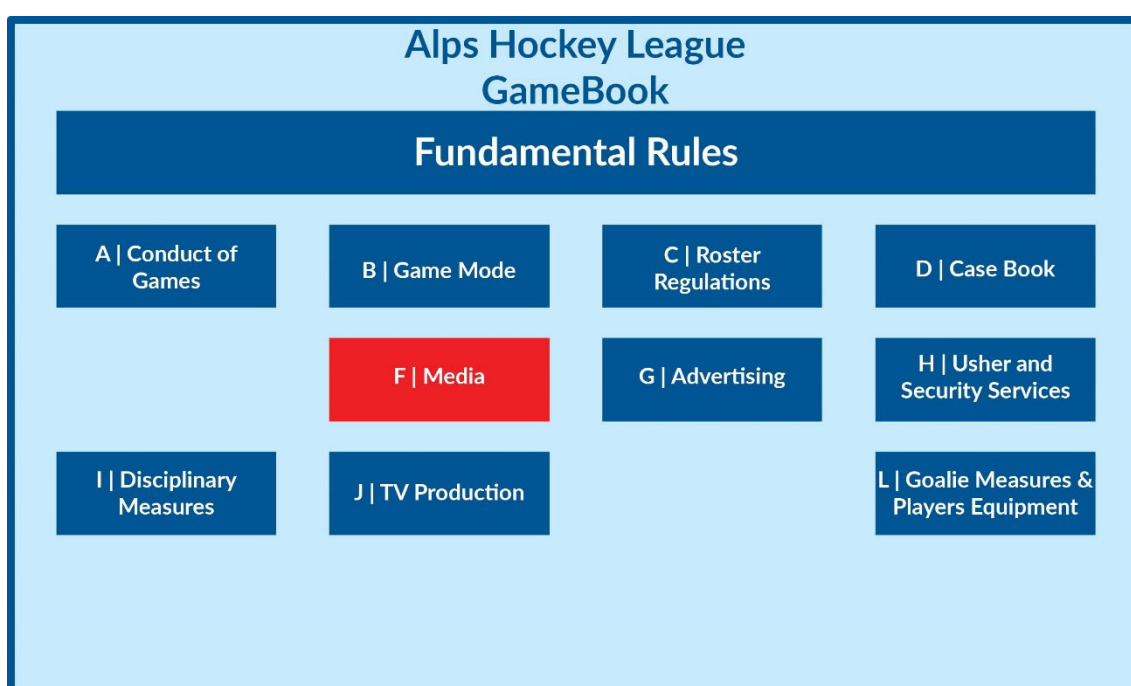 Alps Hockey League
GameBook
Fundamental Rules
A | Conduct of
Games
B | Game Mode
C | Roster
Regulations
D | Case Book
F | Media
G | Advertising
H | Usher and
Security Services
I | Disciplinary
Measures
J | TV Production
L | Goalie Measures &
Players Equipment